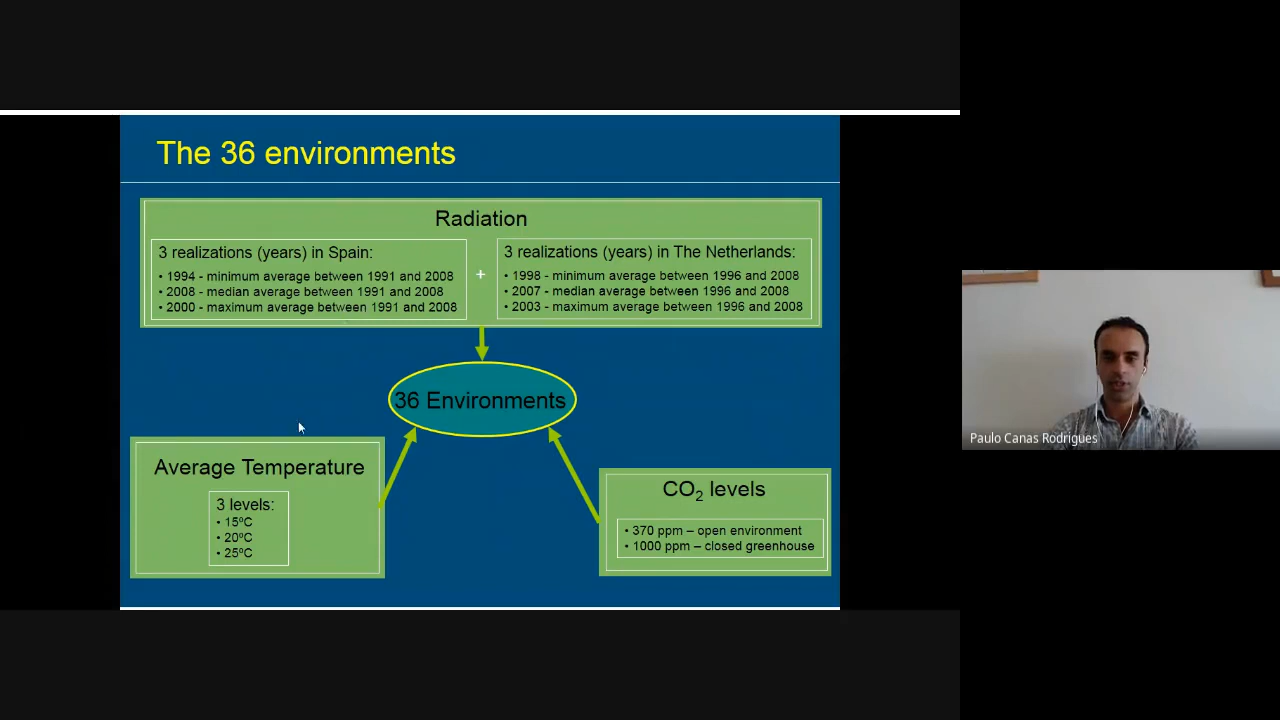 The 36 environments
Radiation
3 realizations (years) in Spain:
• 1994 - minimum average between 1991 and 2008
• 2008 - median average between 1991 and 2008
• 2000 - maximum average between 1991 and 2008
+
3 realizations (years) in The Netherlands:
• 1998 - minimum average between 1996 and 2008
• 2007 - median average between 1996 and 2008
• 2003 - maximum average between 1996 and 2008
36 Environments
Average Temperature
3 levels:
• 15ºC
• 20ºC
• 25ºC
CO₂ levels
• 370 ppm – open environment
• 1000 ppm – closed greenhouse
Paulo Canas Rodrigues